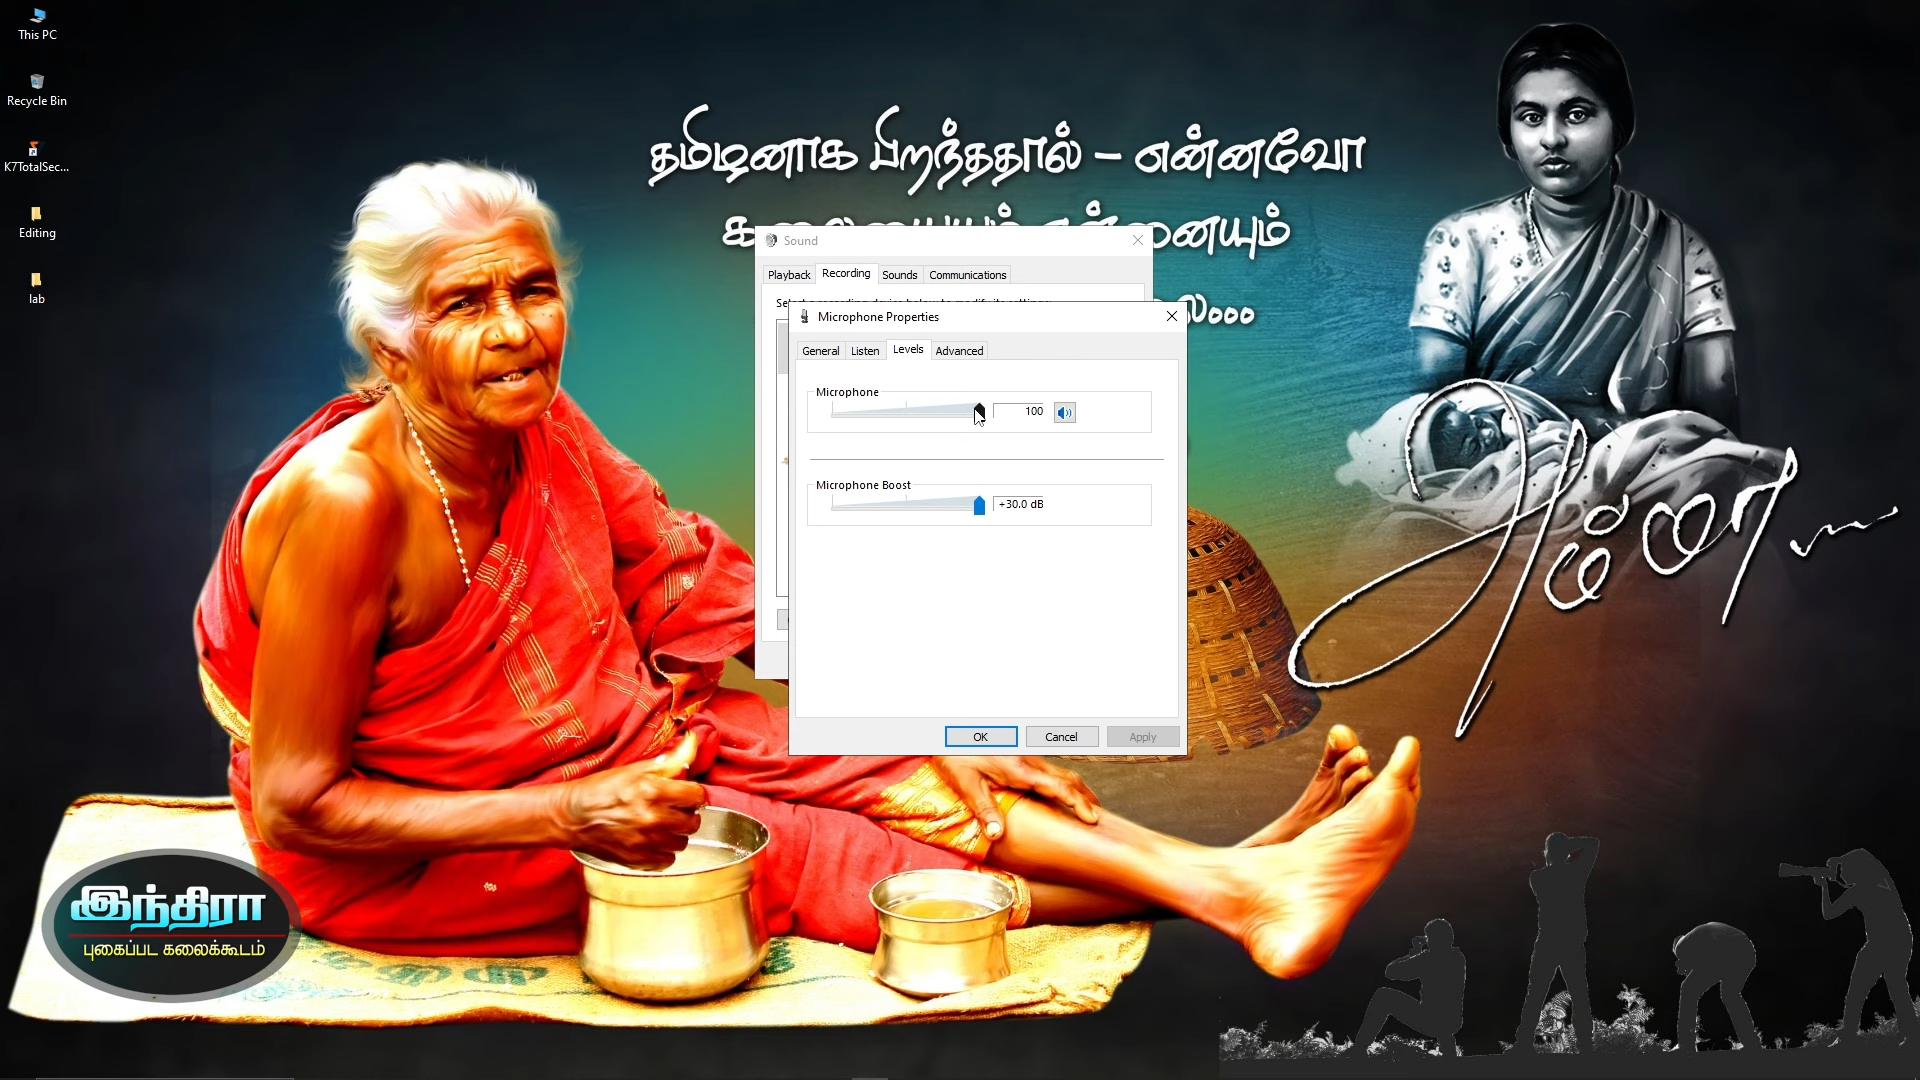 This PC
Recycle Bin
K7TotalSec...
Editing
lab
தமிழனாக பிறந்ததால் – என்னவோ
Sound
Playback
Recording
Sounds
Communications
Microphone Properties
General
Listen
Levels
Advanced
Microphone
100
Microphone Boost
+30.0 dB
OK
Cancel
Apply
அம்மா
இந்திரா
புகைப்பட கலைக்கூடம்